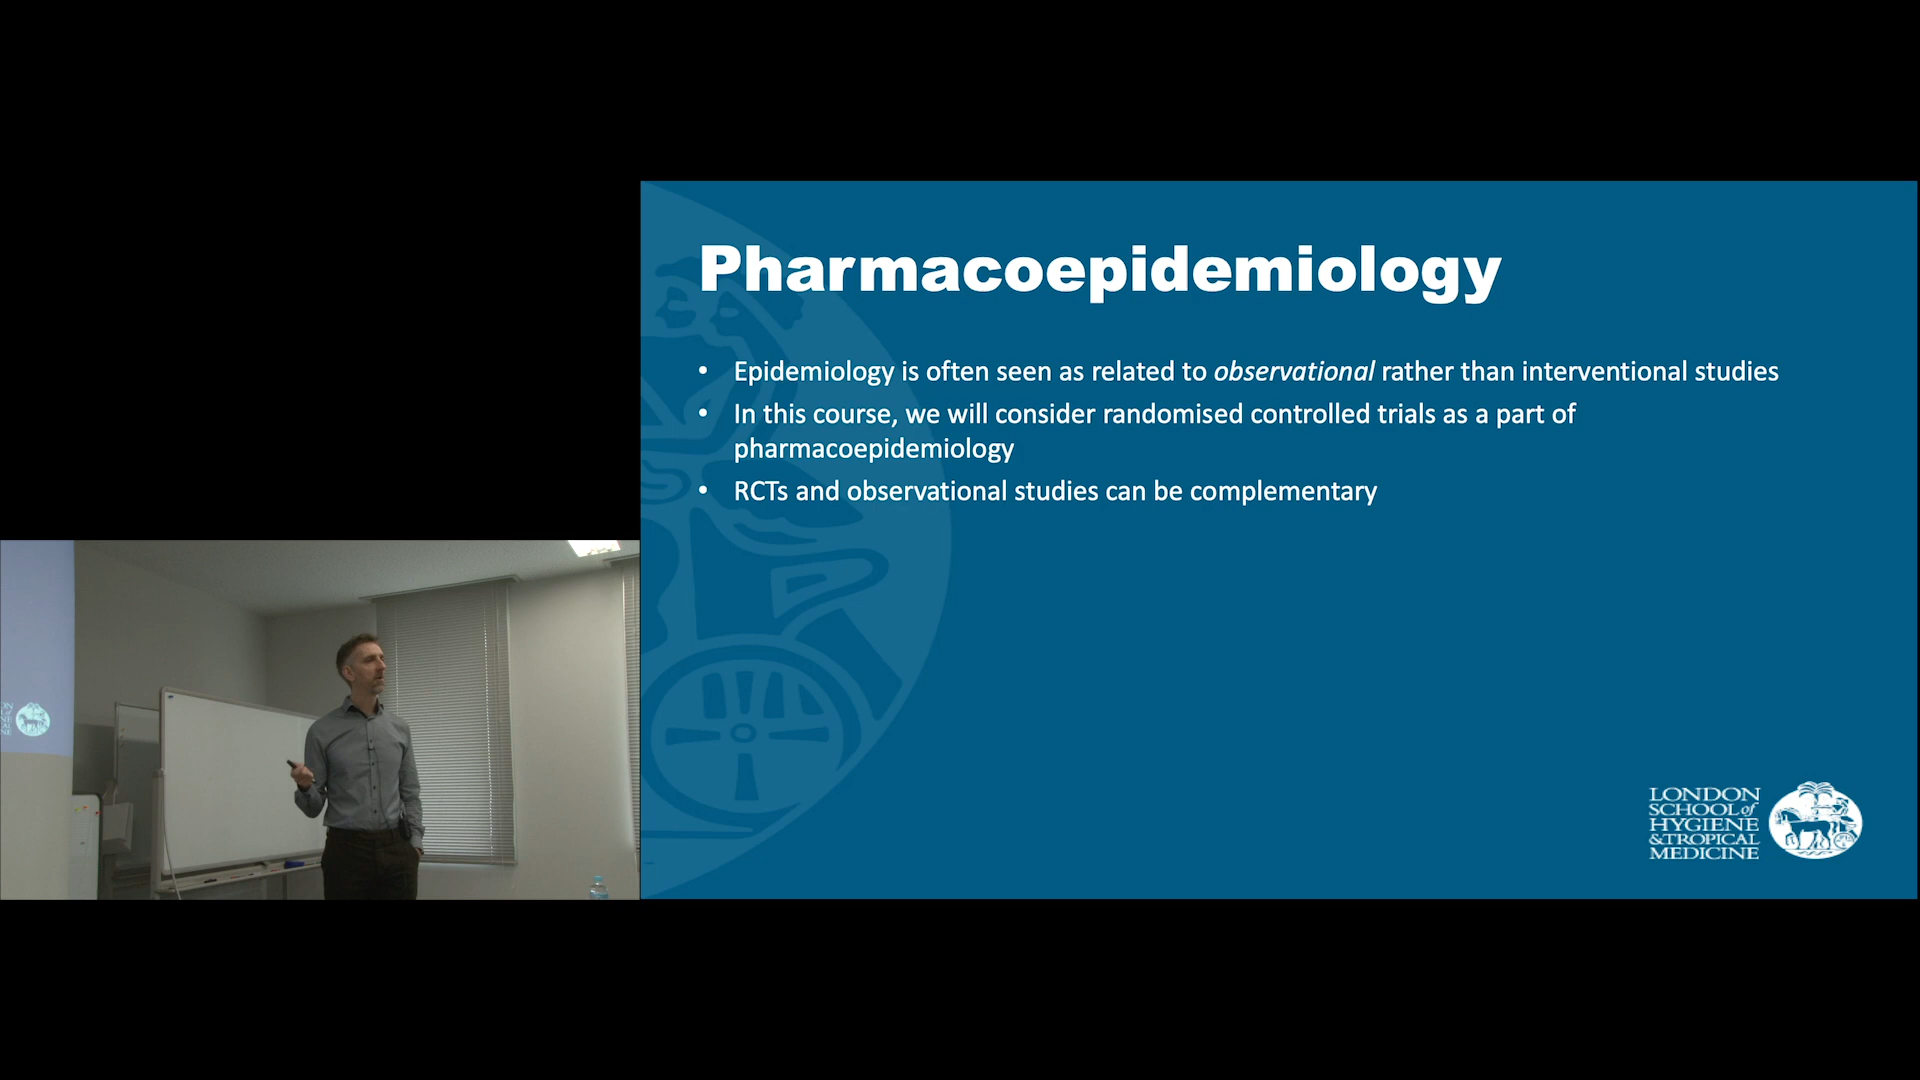 Pharmacoepidemiology
• Epidemiology is often seen as related to observational rather than interventional studies
• In this course, we will consider randomised controlled trials as a part of
pharmacoepidemiology
• RCTs and observational studies can be complementary
LONDON
SCHOOL of
HYGIENE
& TROPICAL
MEDICINE